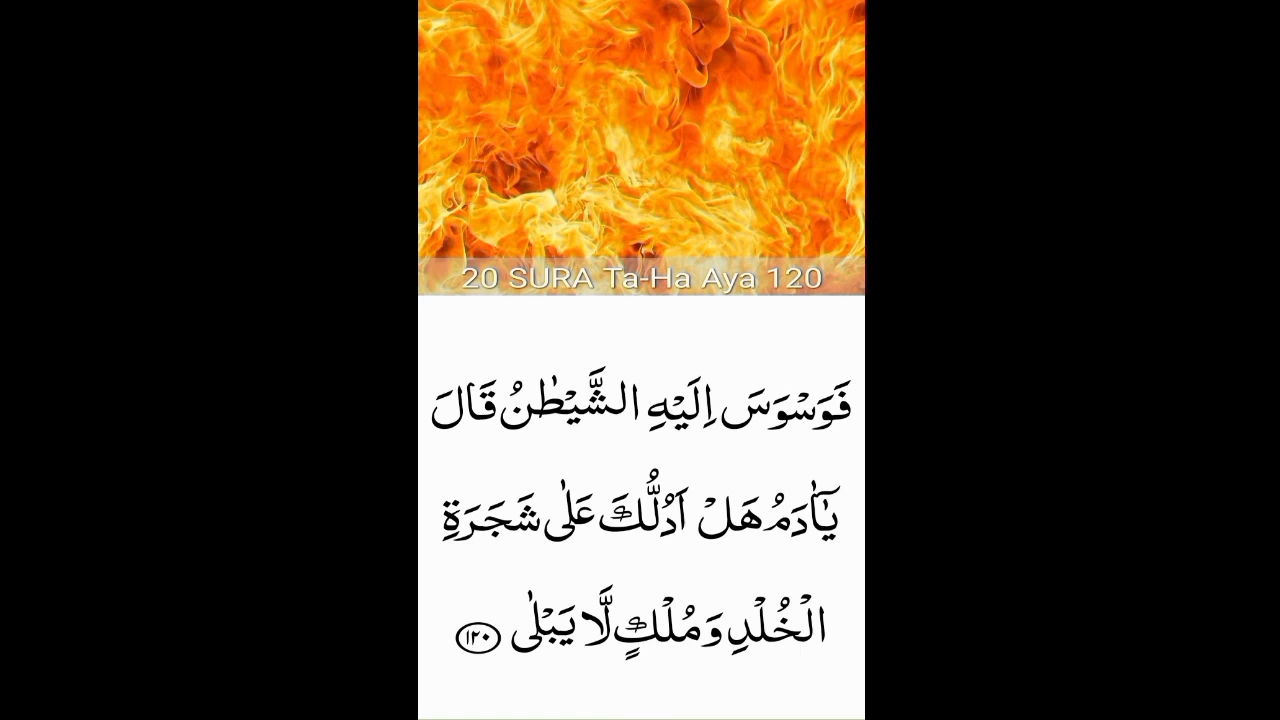 20 SURA Ta-Ha Aya 120
فَوَسْوَسَ اِلَيْهِ الشَّيْطٰنُ قَالَ
يٰۤاٰدَمُ هَلْ اَدُلُّكَ عَلٰى شَجَرَةِ
الْخُلْدِ وَمُلْكٍ لَّا يَبْلٰى ١٢٠